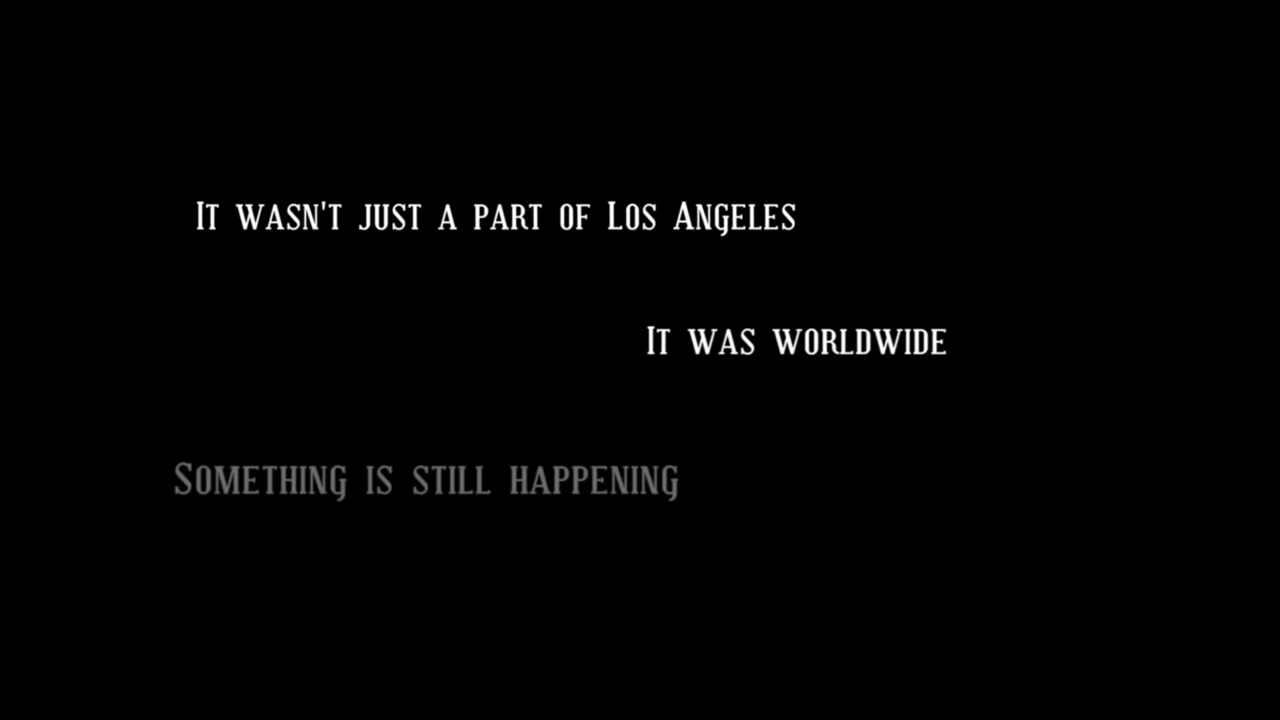 It wasn't just a part of Los Angeles
It was worldwide
Something is still happening